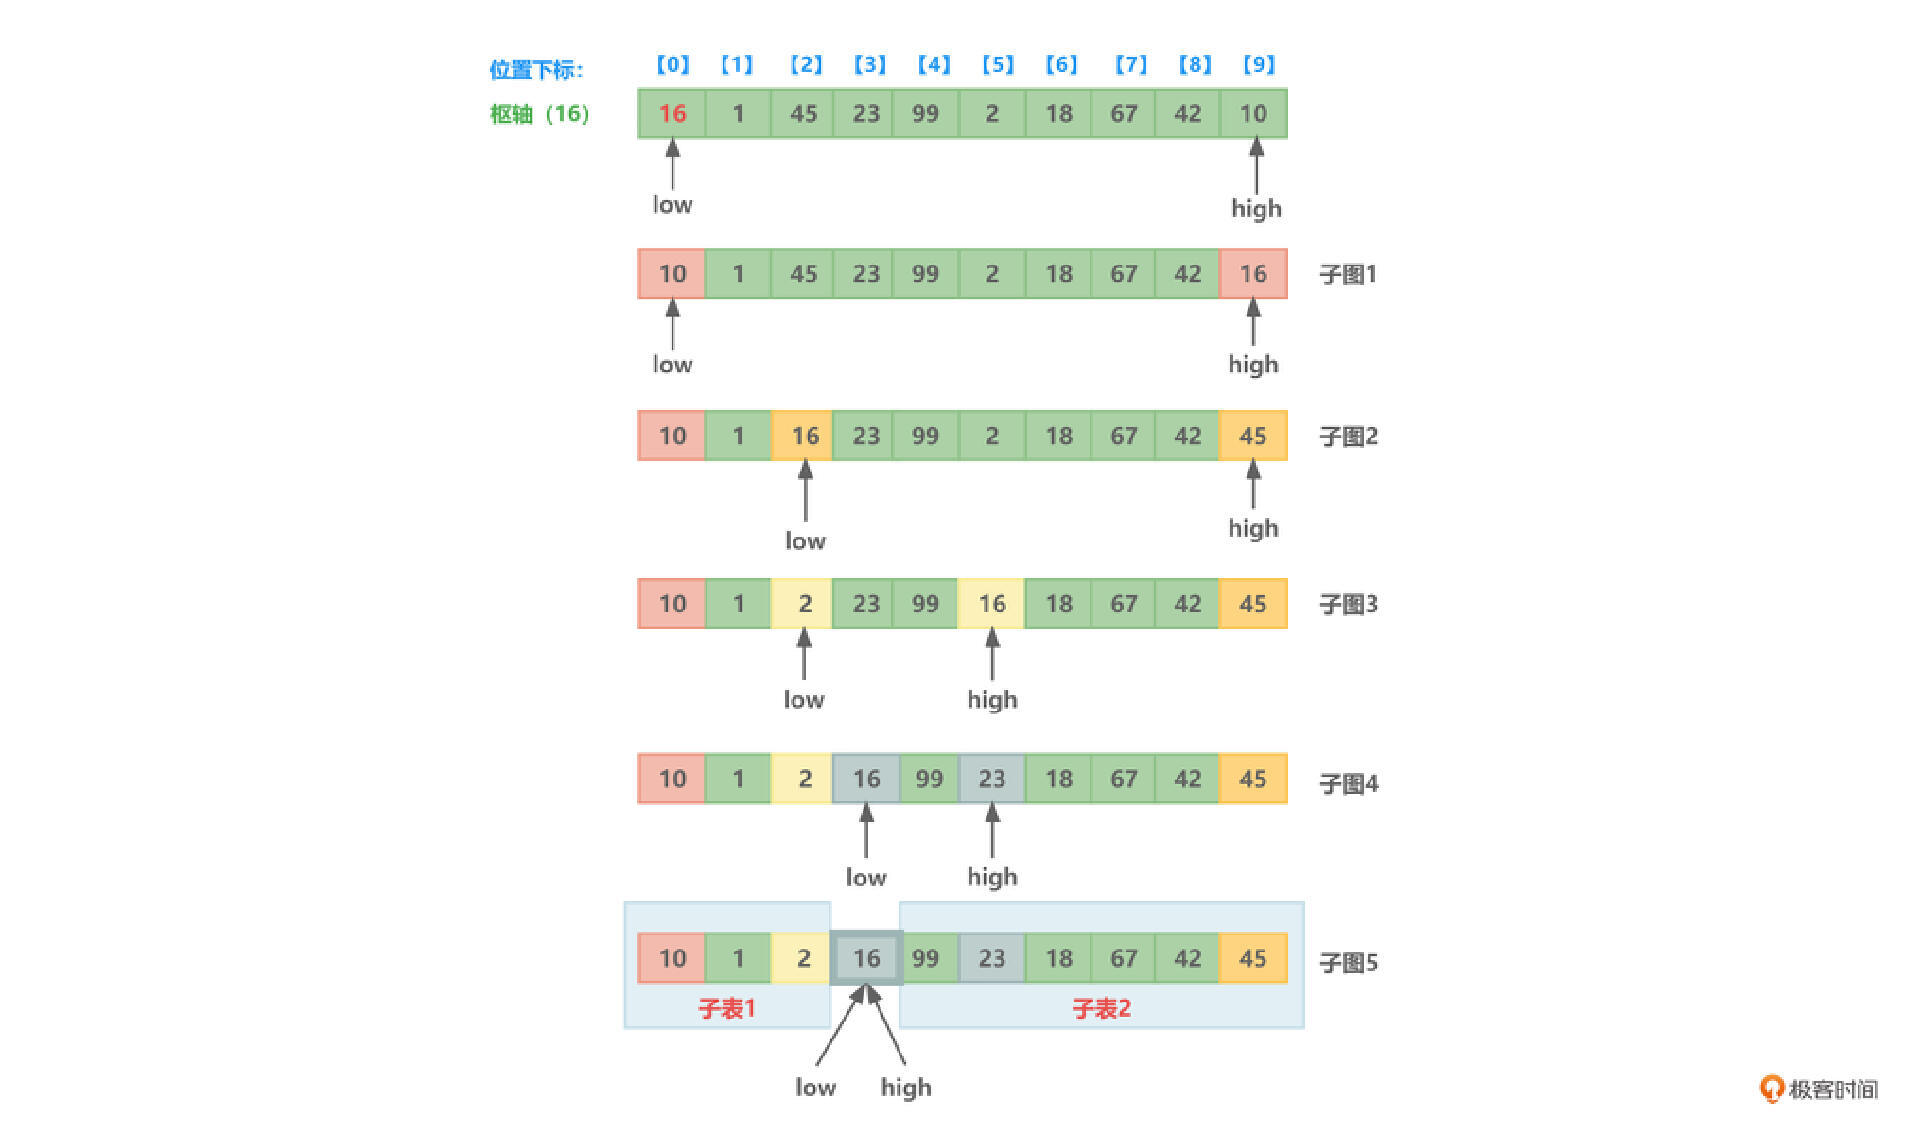 位置下标: 【0】 【1】 【2】 【3】 【4】 【5】 【6】 【7】 【8】 【9】
枢轴（16） 16 1 45 23 99 2 18 67 42 10
low high
10 1 45 23 99 2 18 67 42 16 子图1
low high
10 1 16 23 99 2 18 67 42 45 子图2
low high
10 1 2 23 99 16 18 67 42 45 子图3
low high
10 1 2 16 99 23 18 67 42 45 子图4
low high
10 1 2 16 99 23 18 67 42 45 子图5
子表1 子表2
low high
极客时间